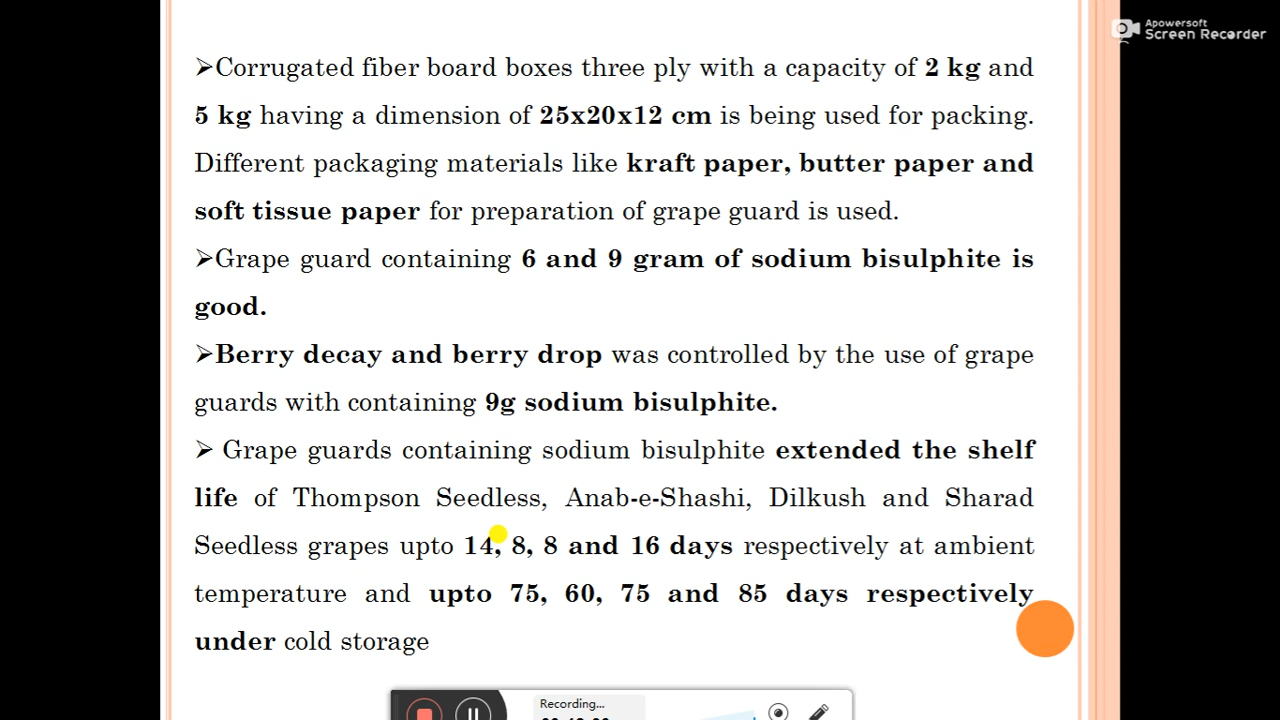 Apowersoft
Screen Recorder
➢Corrugated fiber board boxes three ply with a capacity of 2 kg and
5 kg having a dimension of 25x20x12 cm is being used for packing.
Different packaging materials like kraft paper, butter paper and
soft tissue paper for preparation of grape guard is used.
➢Grape guard containing 6 and 9 gram of sodium bisulphite is
good.
➢Berry decay and berry drop was controlled by the use of grape
guards with containing 9g sodium bisulphite.
➢ Grape guards containing sodium bisulphite extended the shelf
life of Thompson Seedless, Anab-e-Shashi, Dilkush and Sharad
Seedless grapes upto 14, 8, 8 and 16 days respectively at ambient
temperature and upto 75, 60, 75 and 85 days respectively
under cold storage
Recording...